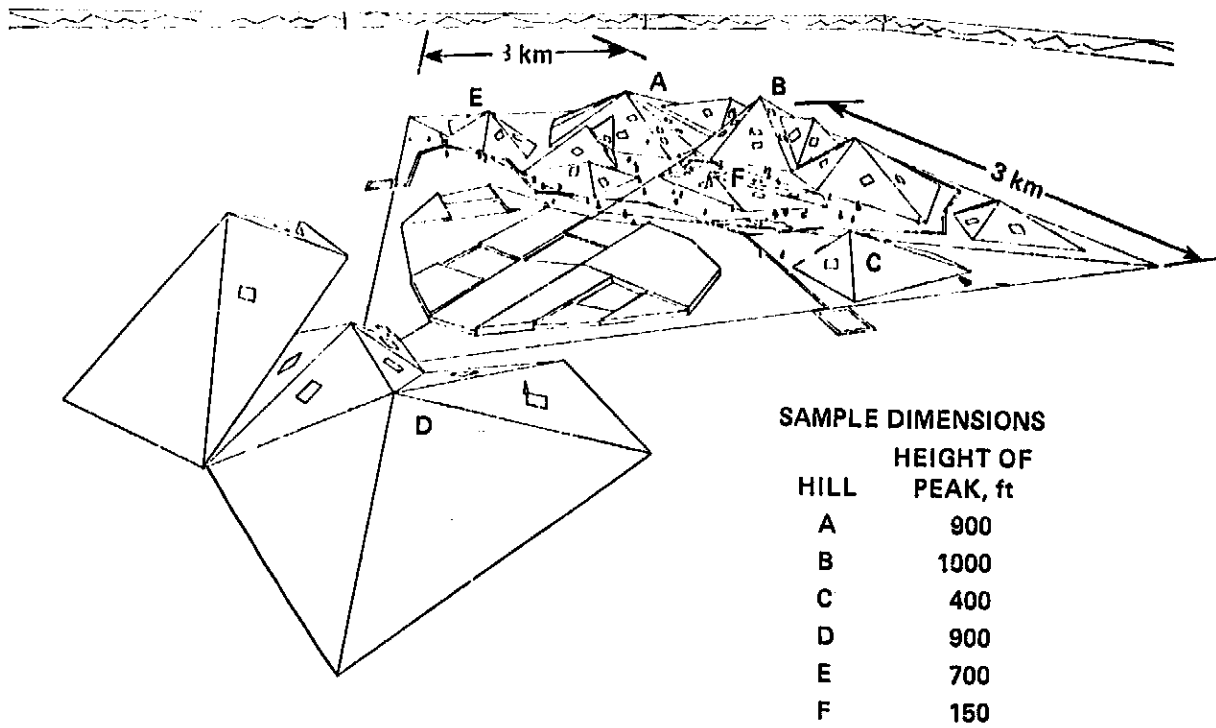 3 km
A
B
E
3 km
F
C
D
SAMPLE DIMENSIONS
HEIGHT OF
HILL PEAK, ft
A 900
B 1000
C 400
D 900
E 700
F 150